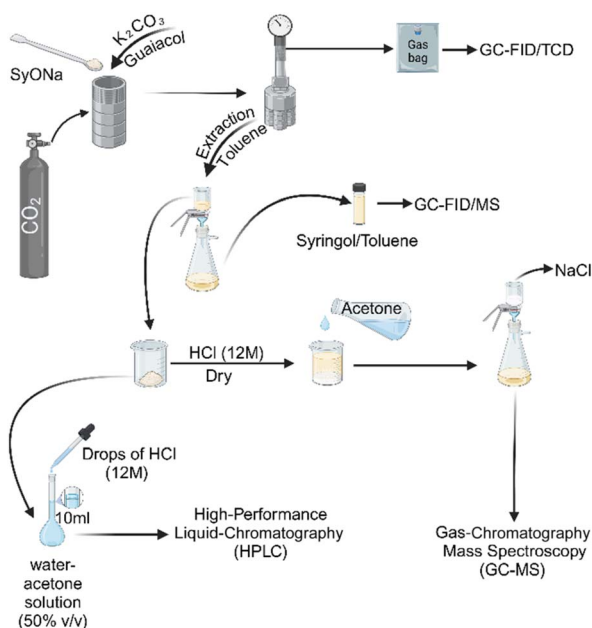 K₂CO₃
Guaiacol
SyONa
CO₂
Gas
bag
GC-FID/TCD
Extraction
Toluene
GC-FID/MS
Syringol/Toluene
NaCl
Acetone
HCl (12M)
Dry
Drops of HCl
(12M)
10ml
water-
acetone
solution
(50% v/v)
High-Performance
Liquid-Chromatography
(HPLC)
Gas-Chromatography
Mass Spectroscopy
(GC-MS)